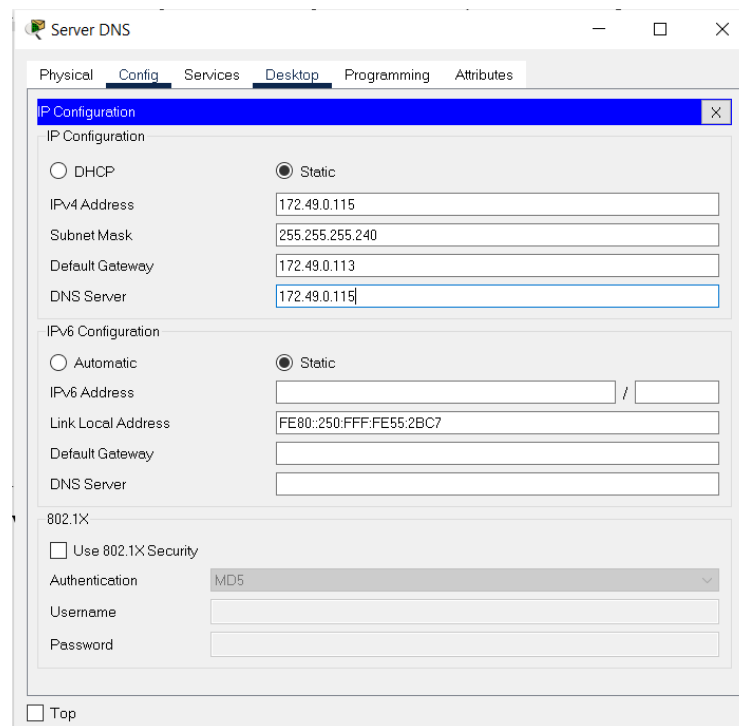 Server DNS
Physical Config Services Desktop Programming Attributes
IP Configuration X
IP Configuration
DHCP Static
IPv4 Address 172.49.0.115
Subnet Mask 255.255.255.240
Default Gateway 172.49.0.113
DNS Server 172.49.0.115
IPv6 Configuration
Automatic Static
IPv6 Address /
Link Local Address FE80::250:FFF:FE55:2BC7
Default Gateway
DNS Server
802.1X
Use 802.1X Security
Authentication MD5
Username
Password
Top